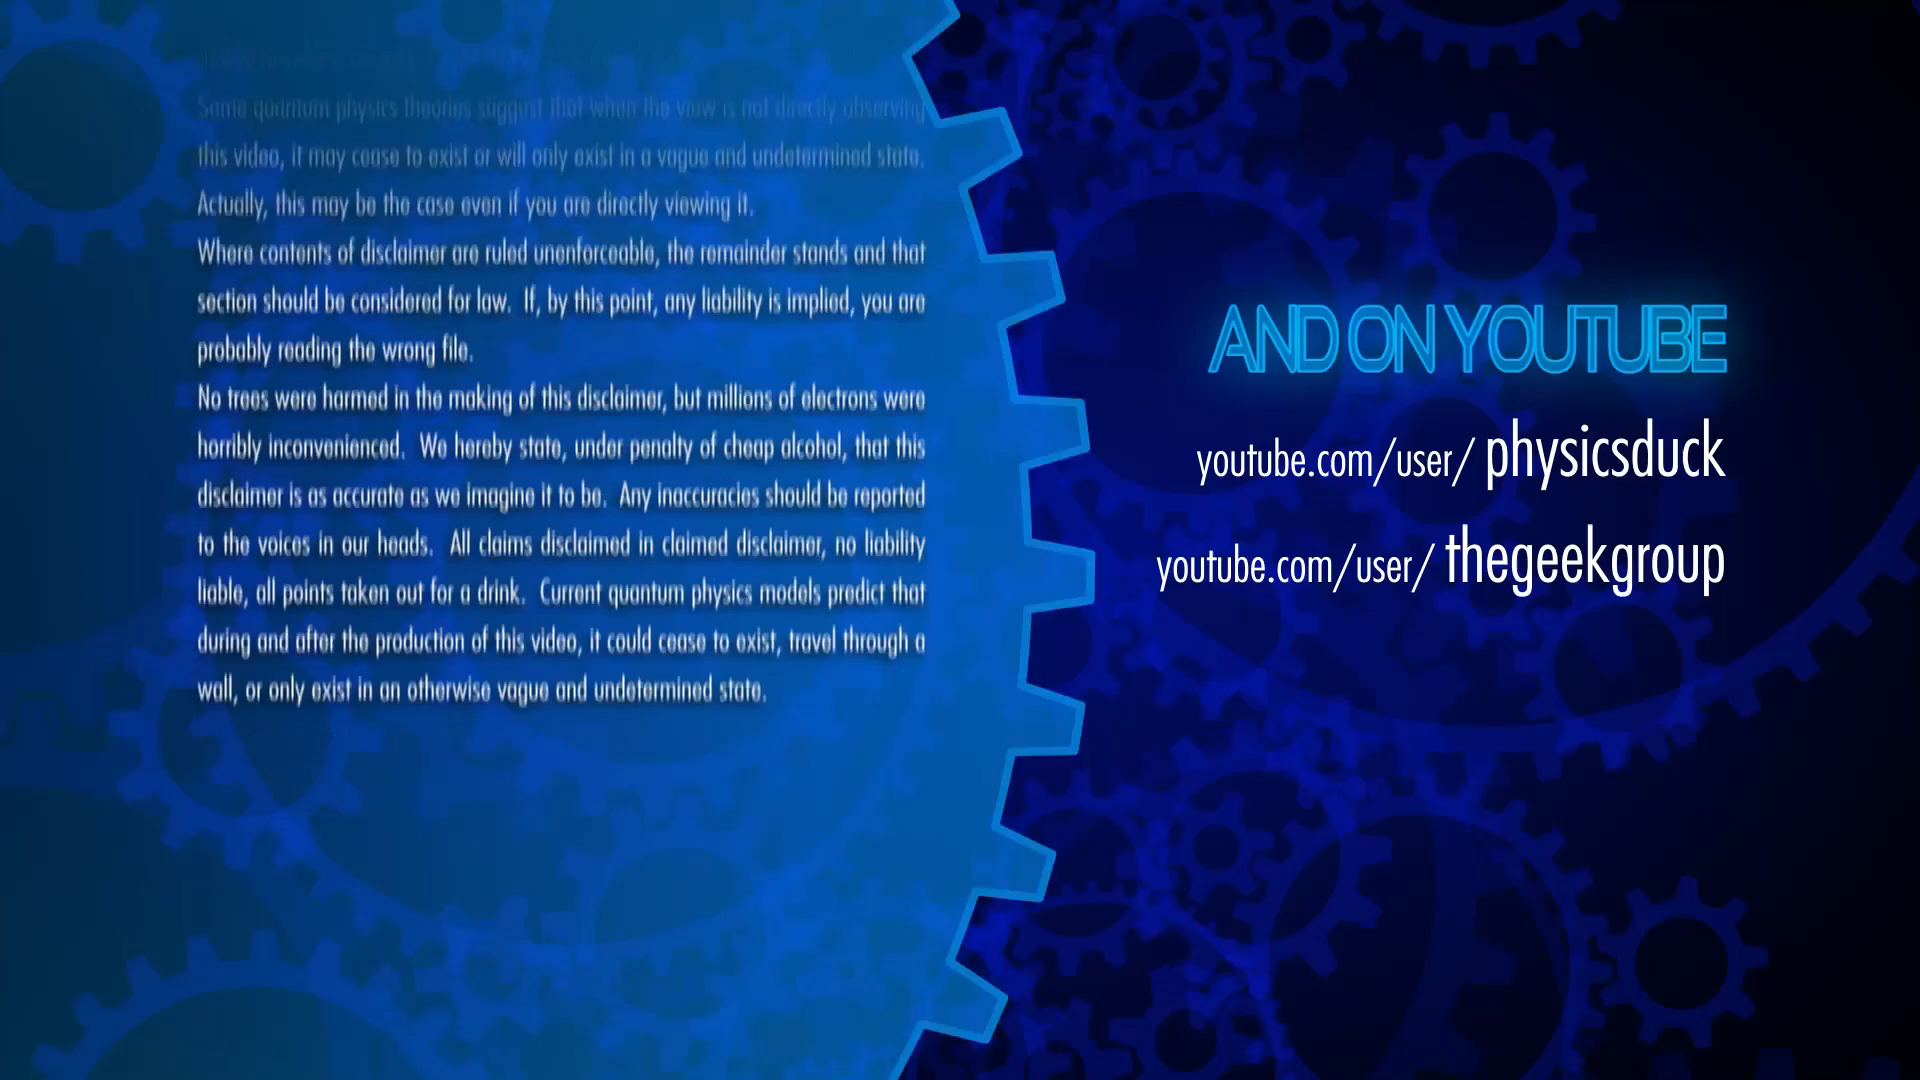 Some quantum physics theories suggest that when the view is not directly observing
this video, it may cease to exist or will only exist in a vague and undetermined state.
Actually, this may be the case even if you are directly viewing it.
Where contents of disclaimer are ruled unenforceable, the remainder stands and that
section should be considered for law. If, by this point, any liability is implied, you are
probably reading the wrong file.
No trees were harmed in the making of this disclaimer, but millions of electrons were
horribly inconvenienced. We hereby state, under penalty of cheap alcohol, that this
disclaimer is as accurate as we imagine it to be. Any inaccuracies should be reported
to the voices in our heads. All claims disclaimed in claimed disclaimer, no liability
liable, all points taken out for a drink. Current quantum physics models predict that
during and after the production of this video, it could cease to exist, travel through a
wall, or only exist in an otherwise vague and undetermined state.
AND ON YOUTUBE
youtube.com/user/ physicsduck
youtube.com/user/ thegeekgroup